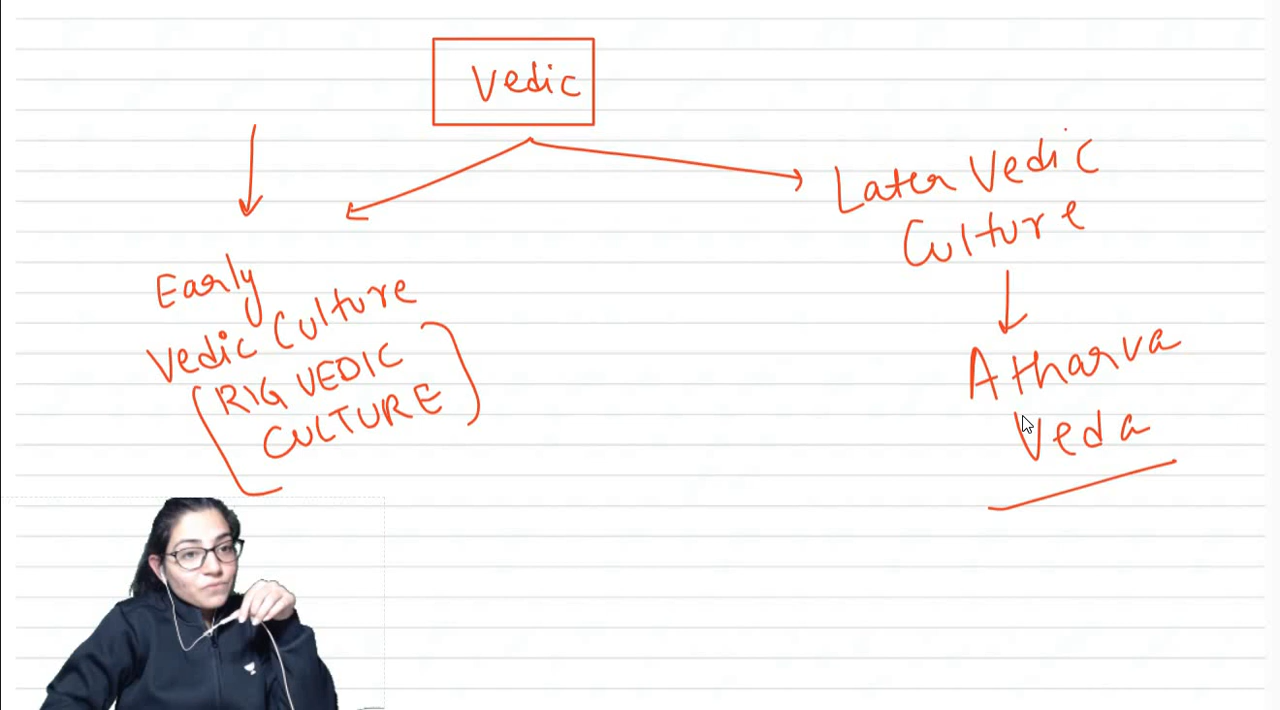 Vedic
Early
Vedic Culture
RIG VEDIC
CULTURE
Later Vedic
Culture
Atharva
Veda